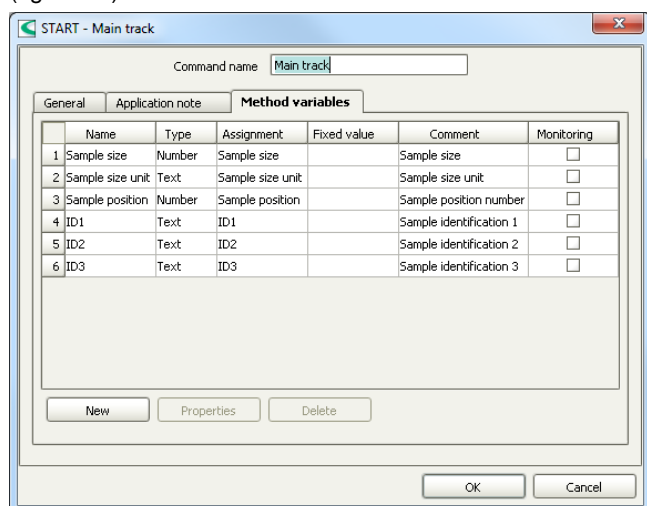 START - Main track
Command name Main track
General Application note Method variables
Name Type Assignment Fixed value Comment Monitoring
1 Sample size Number Sample size Sample size
2 Sample size unit Text Sample size unit Sample size unit
3 Sample position Number Sample position Sample position number
4 ID1 Text ID1 Sample identification 1
5 ID2 Text ID2 Sample identification 2
6 ID3 Text ID3 Sample identification 3
New Properties Delete
OK Cancel